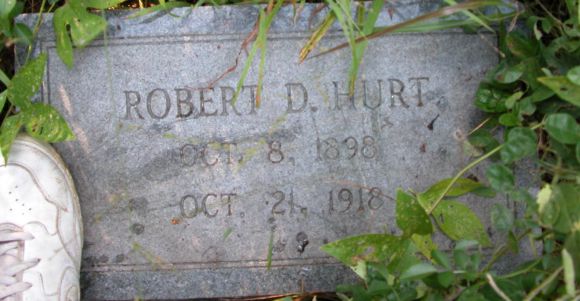 ROBERT D. HURT
OCT. 8, 1898
OCT. 21, 1918